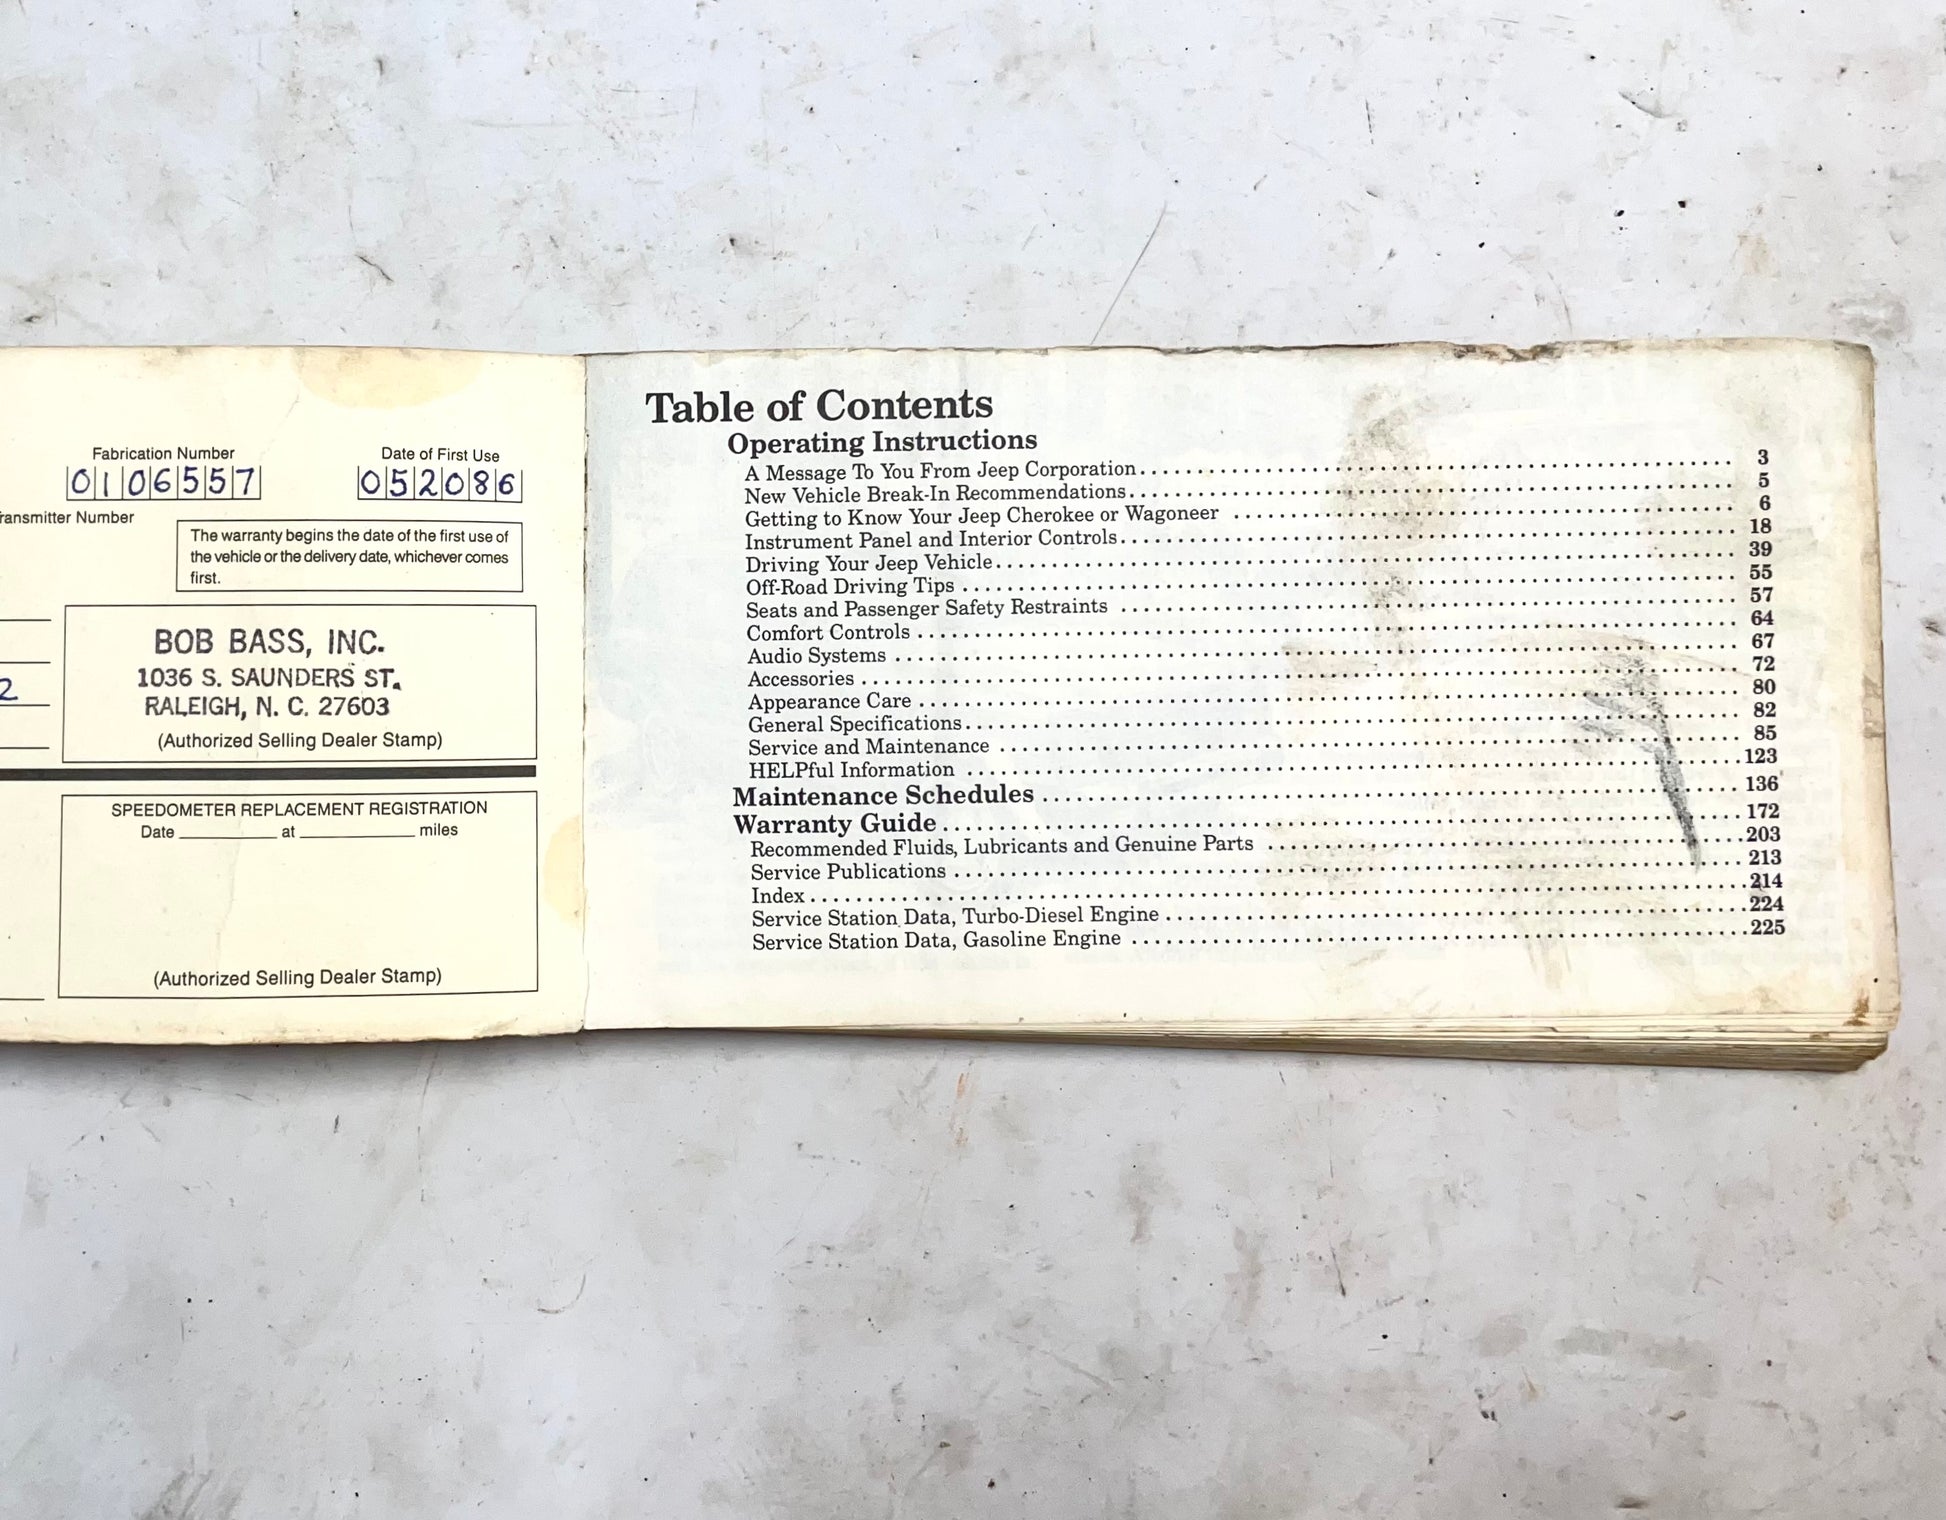 Fabrication Number
0106557
Date of First Use
052086
ransmitter Number
The warranty begins the date of the first use of
the vehicle or the delivery date, whichever comes
first.
2
BOB BASS, INC.
1036 S. SAUNDERS ST.
RALEIGH, N. C. 27603
(Authorized Selling Dealer Stamp)
SPEEDOMETER REPLACEMENT REGISTRATION
Date ____ at ____ miles
(Authorized Selling Dealer Stamp)
Table of Contents
Operating Instructions
A Message To You From Jeep Corporation ... 3
New Vehicle Break-In Recommendations ... 5
Getting to Know Your Jeep Cherokee or Wagoneer ... 6
Instrument Panel and Interior Controls ... 18
Driving Your Jeep Vehicle ... 39
Off-Road Driving Tips ... 55
Seats and Passenger Safety Restraints ... 57
Comfort Controls ... 64
Audio Systems ... 67
Accessories ... 72
Appearance Care ... 80
General Specifications ... 82
Service and Maintenance ... 85
HELPful Information ... 123
Maintenance Schedules ... 136
Warranty Guide ... 172
Recommended Fluids, Lubricants and Genuine Parts ... 203
Service Publications ... 213
Index ... 214
Service Station Data, Turbo-Diesel Engine ... 224
Service Station Data, Gasoline Engine ... 225